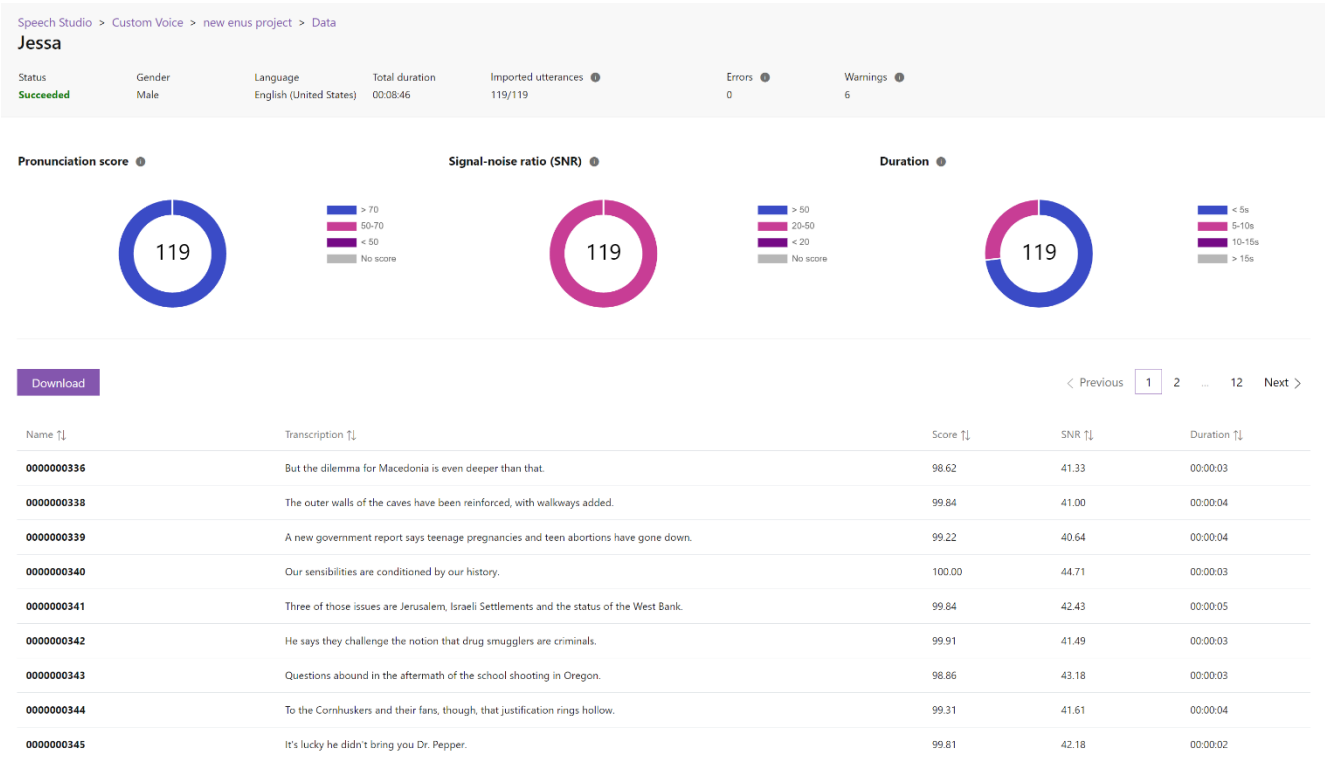 Speech Studio > Custom Voice > new enus project > Data
Jessa
Status Gender Language Total duration Imported utterances Errors Warnings
Succeeded Male English (United States) 00:08:46 119/119 0 6
Pronunciation score Signal-noise ratio (SNR) Duration
119
> 70
50-70
< 50
No score
119
> 50
20-50
< 20
No score
119
< 5s
5-10s
10-15s
> 15s
Download
< Previous 1 2 ... 12 Next >
Name ↑↓ Transcription ↑↓ Score ↑↓ SNR ↑↓ Duration ↑↓
0000000336 But the dilemma for Macedonia is even deeper than that. 98.62 41.33 00:00:03
0000000338 The outer walls of the caves have been reinforced, with walkways added. 99.84 41.00 00:00:04
0000000339 A new government report says teenage pregnancies and teen abortions have gone down. 99.22 40.64 00:00:04
0000000340 Our sensibilities are conditioned by our history. 100.00 44.71 00:00:03
0000000341 Three of those issues are Jerusalem, Israeli Settlements and the status of the West Bank. 99.84 42.43 00:00:05
0000000342 He says they challenge the notion that drug smugglers are criminals. 99.91 41.49 00:00:03
0000000343 Questions abound in the aftermath of the school shooting in Oregon. 98.86 43.18 00:00:03
0000000344 To the Cornhuskers and their fans, though, that justification rings hollow. 99.31 41.61 00:00:04
0000000345 It's lucky he didn't bring you Dr. Pepper. 99.81 42.18 00:00:02